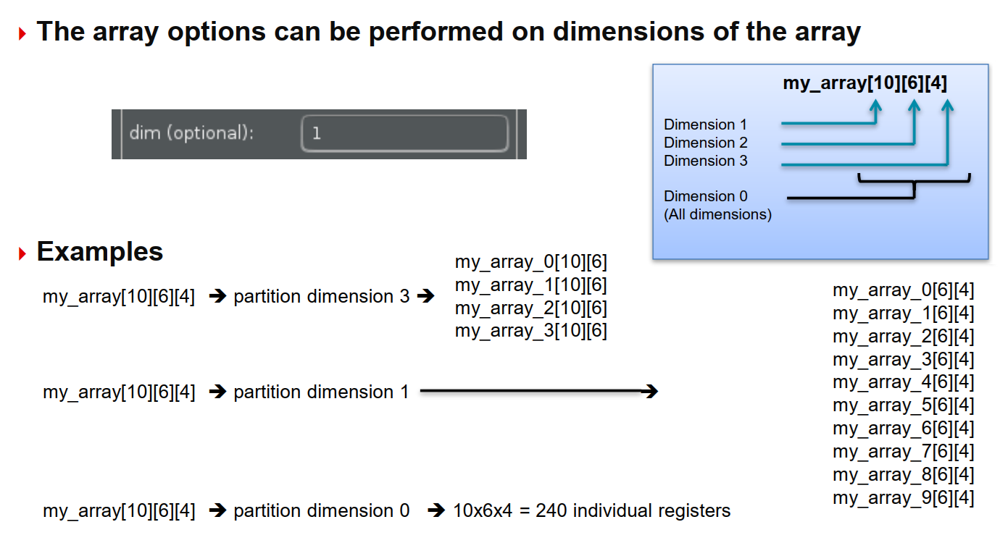 The array options can be performed on dimensions of the array
dim (optional): 1
my_array[10][6][4]
Dimension 1
Dimension 2
Dimension 3
Dimension 0
(All dimensions)
Examples
my_array[10][6][4] ➔ partition dimension 3 ➔
my_array_0[10][6]
my_array_1[10][6]
my_array_2[10][6]
my_array_3[10][6]
my_array[10][6][4] ➔ partition dimension 1
my_array_0[6][4]
my_array_1[6][4]
my_array_2[6][4]
my_array_3[6][4]
my_array_4[6][4]
my_array_5[6][4]
my_array_6[6][4]
my_array_7[6][4]
my_array_8[6][4]
my_array_9[6][4]
my_array[10][6][4] ➔ partition dimension 0 ➔ 10x6x4 = 240 individual registers